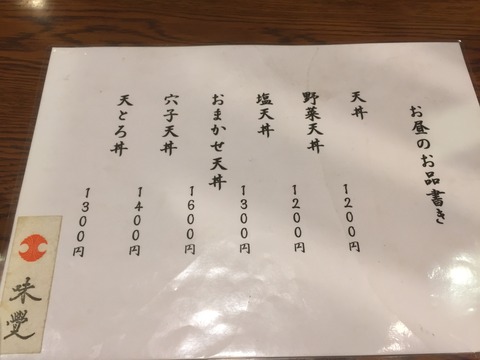 お昼のお品書き
天丼 1200円
野菜天丼 1200円
塩天丼 1300円
おまかせ天丼 1600円
穴子天丼 1400円
天とろ丼 1300円
味覺